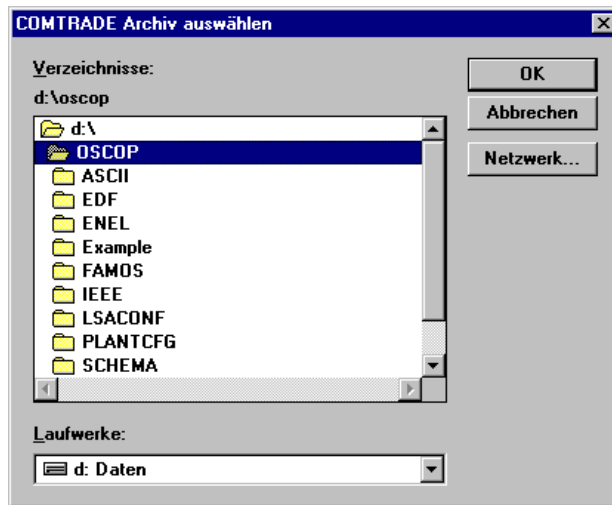 COMTRADE Archiv auswählen
Verzeichnisse:
d:\oscop
d:\
OSCOP
ASCII
EDF
ENEL
Example
FAMOS
IEEE
LSACONF
PLANTCFG
SCHEMA
Laufwerke:
d: Daten
OK
Abbrechen
Netzwerk...